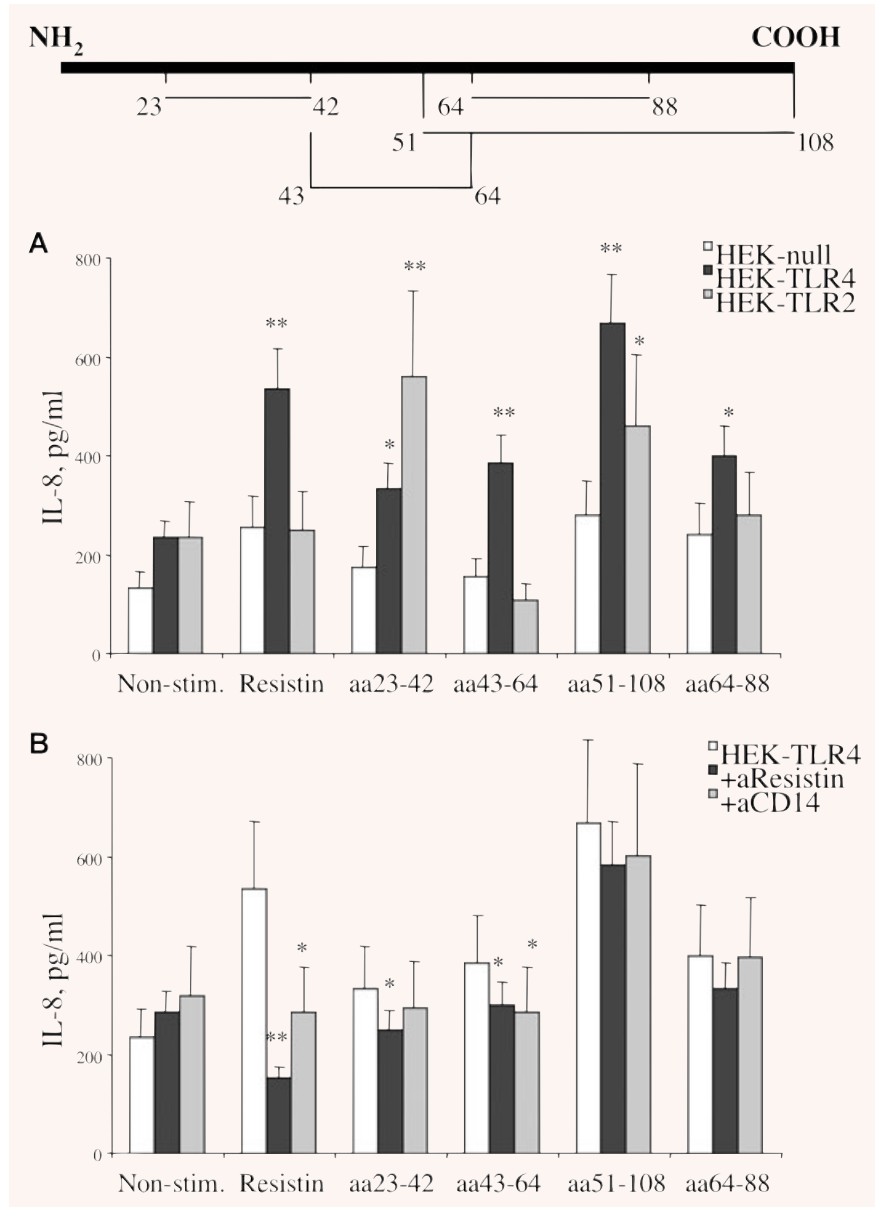 NH2 COOH
23 42 64 88
51 108
43 64
A
HEK-null
HEK-TLR4
HEK-TLR2
IL-8, pg/ml
800
600
400
200
0
** * ** ** ** * *
Non-stim. Resistin aa23-42 aa43-64 aa51-108 aa64-88
B
HEK-TLR4
+aResistin
+aCD14
IL-8, pg/ml
800
600
400
200
0
** * * * *
Non-stim. Resistin aa23-42 aa43-64 aa51-108 aa64-88